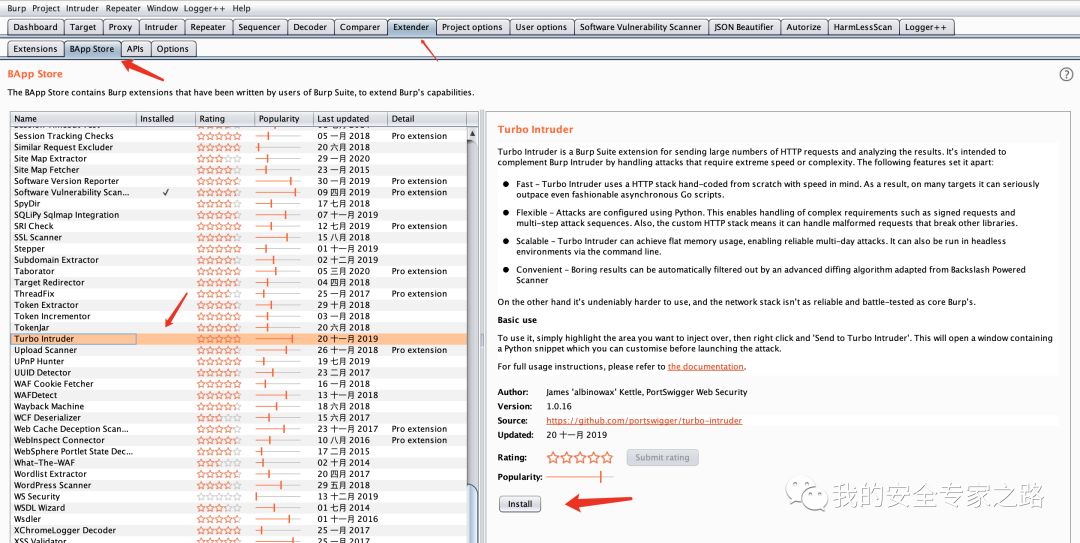 Burp Project Intruder Repeater Window Logger++ Help
Dashboard Target Proxy Intruder Repeater Sequencer Decoder Comparer Extender Project options User options Software Vulnerability Scanner JSON Beautifier Autorize HarmLessScan Logger++
Extensions BApp Store APIs Options
BApp Store
The BApp Store contains Burp extensions that have been written by users of Burp Suite, to extend Burp's capabilities.
Name Installed Rating Popularity Last updated Detail
Session Tracking Checks 05 一月 2018 Pro extension
Similar Request Excluder 20 六月 2018
Site Map Extractor 29 一月 2020
Site Map Fetcher 23 一月 2015
Software Version Reporter 30 一月 2019 Pro extension
Software Vulnerability Scan... ✓ 09 四月 2019 Pro extension
SpyDir 17 七月 2018
SQLiPy Sqlmap Integration 07 十一月 2019
SRI Check 12 七月 2019 Pro extension
SSL Scanner 15 八月 2018 Pro extension
Stepper 01 十一月 2019
Subdomain Extractor 02 十二月 2019
Taborator 05 三月 2020 Pro extension
Target Redirector 04 四月 2018
ThreadFix 25 一月 2017 Pro extension
Token Extractor 29 十月 2018
Token Incrementor 03 一月 2018
TokenJar 20 六月 2018
Turbo Intruder 20 十一月 2019
Upload Scanner 26 十一月 2018 Pro extension
UPnP Hunter 19 七月 2019
UUID Detector 23 二月 2017
WAF Cookie Fetcher 16 一月 2018
WAFDetect 13 十一月 2018 Pro extension
Wayback Machine 18 六月 2018
WCF Deserializer 15 六月 2017
Web Cache Deception Scan... 23 十一月 2017 Pro extension
WebInspect Connector 10 八月 2016 Pro extension
WebSphere Portlet State Dec... 17 二月 2015
What-The-WAF 02 十月 2014
Wordlist Extractor 20 四月 2017
WordPress Scanner 29 五月 2018
WS Security 13 十二月 2019
WSDL Wizard 01 七月 2014
Wsdler 01 十一月 2016
XChromeLogger Decoder 25 一月 2017
XSS Validator 25 一月 2017
Turbo Intruder
Turbo Intruder is a Burp Suite extension for sending large numbers of HTTP requests and analyzing the results. It's intended to
complement Burp Intruder by handling attacks that require extreme speed or complexity. The following features set it apart:
● Fast – Turbo Intruder uses a HTTP stack hand-coded from scratch with speed in mind. As a result, on many targets it can seriously
outpace even fashionable asynchronous Go scripts.
● Flexible – Attacks are configured using Python. This enables handling of complex requirements such as signed requests and
multi-step attack sequences. Also, the custom HTTP stack means it can handle malformed requests that break other libraries.
● Scalable – Turbo Intruder can achieve flat memory usage, enabling reliable multi-day attacks. It can also be run in headless
environments via the command line.
● Convenient – Boring results can be automatically filtered out by an advanced diffing algorithm adapted from Backslash Powered
Scanner
On the other hand it's undeniably harder to use, and the network stack isn't as reliable and battle-tested as core Burp's.
Basic use
To use it, simply highlight the area you want to inject over, then right click and 'Send to Turbo Intruder'. This will open a window containing
a Python snippet which you can customise before launching the attack.
For full usage instructions, please refer to the documentation.
Author: James 'albinowax' Kettle, PortSwigger Web Security
Version: 1.0.16
Source: https://github.com/portswigger/turbo-intruder
Updated: 20 十一月 2019
Rating: Submit rating
Popularity:
Install
我的安全专家之路